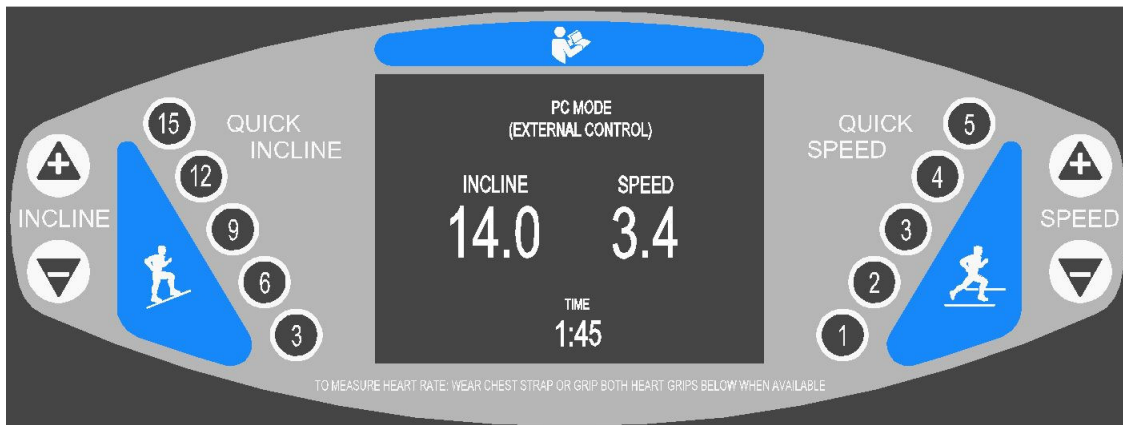 PC MODE
(EXTERNAL CONTROL)
INCLINE SPEED
14.0 3.4
TIME
1:45
QUICK
INCLINE
15
12
9
6
3
INCLINE
QUICK
SPEED
5
4
3
2
1
SPEED
TO MEASURE HEART RATE: WEAR CHEST STRAP OR GRIP BOTH HEART GRIPS BELOW WHEN AVAILABLE